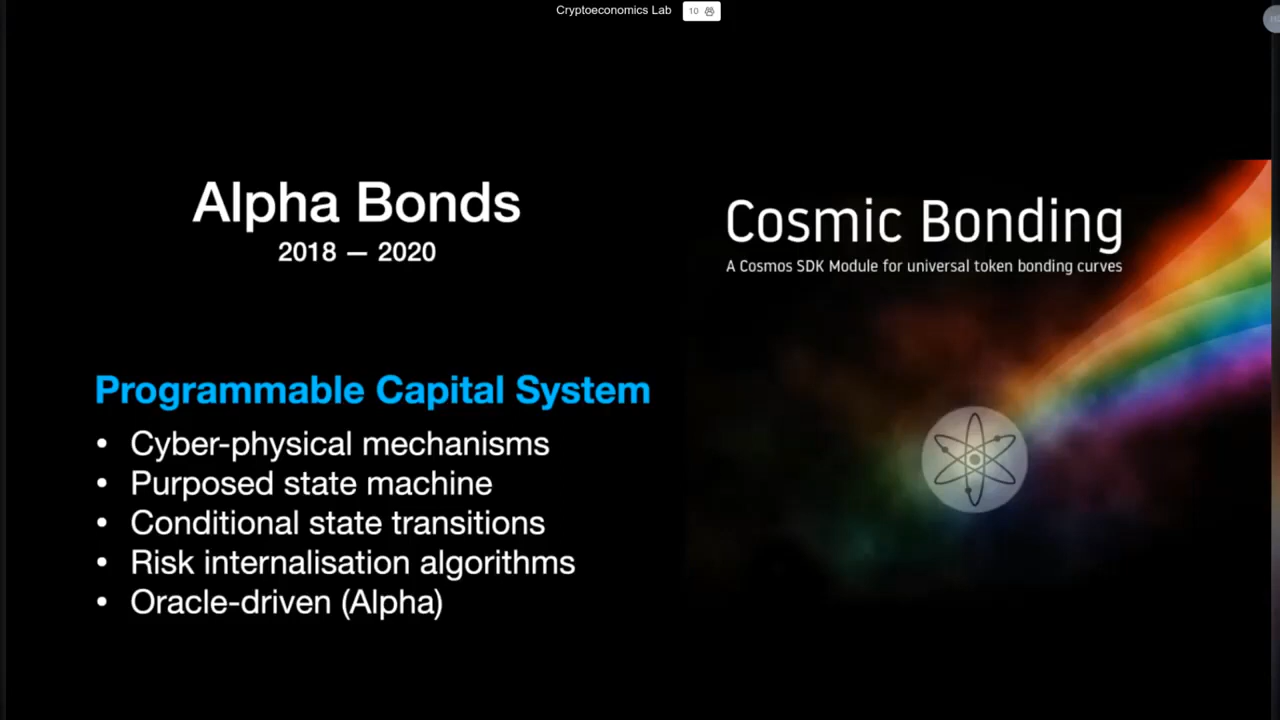 Cryptoeconomics Lab 10
Alpha Bonds
2018 — 2020
Programmable Capital System
• Cyber-physical mechanisms
• Purposed state machine
• Conditional state transitions
• Risk internalisation algorithms
• Oracle-driven (Alpha)
Cosmic Bonding
A Cosmos SDK Module for universal token bonding curves